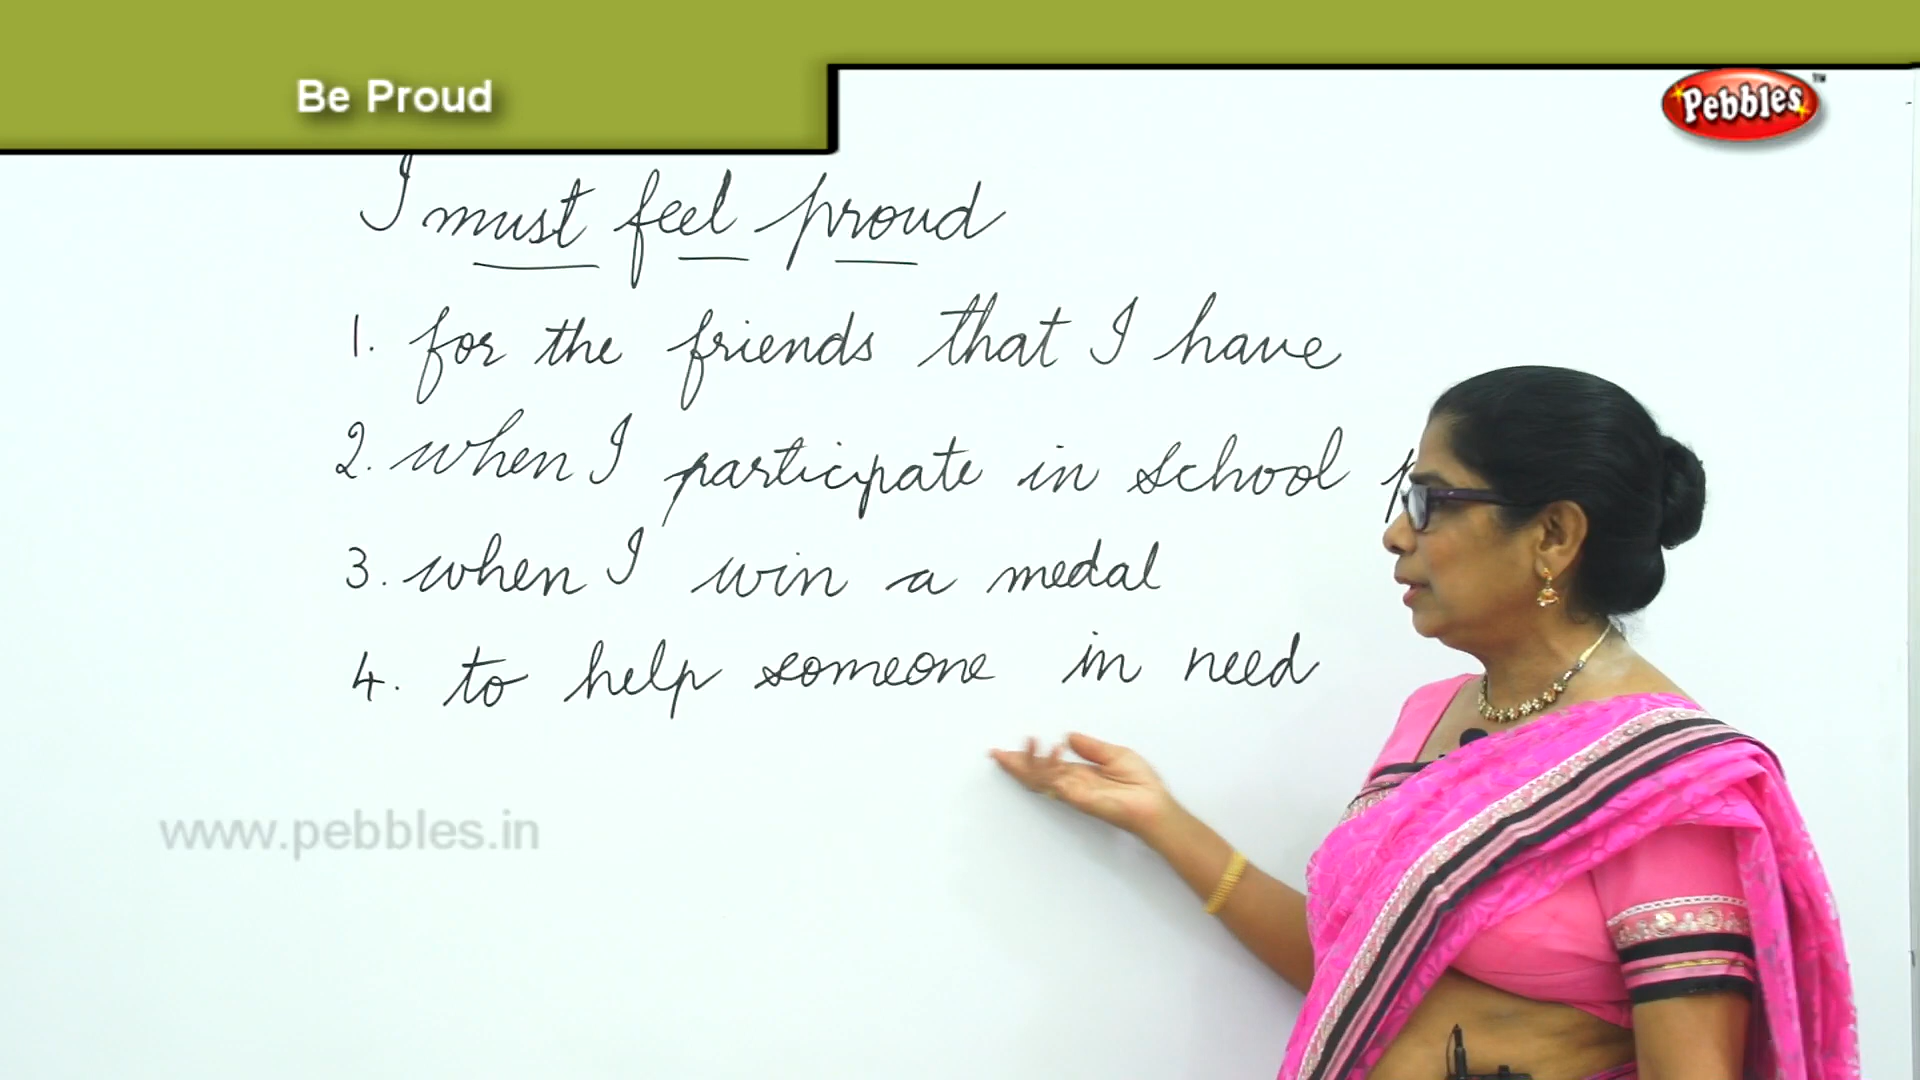 Be Proud
Pebbles™
I must feel proud
1. for the friends that I have
2. when I participate in school
3. when I win a medal
4. to help someone in need
www.pebbles.in